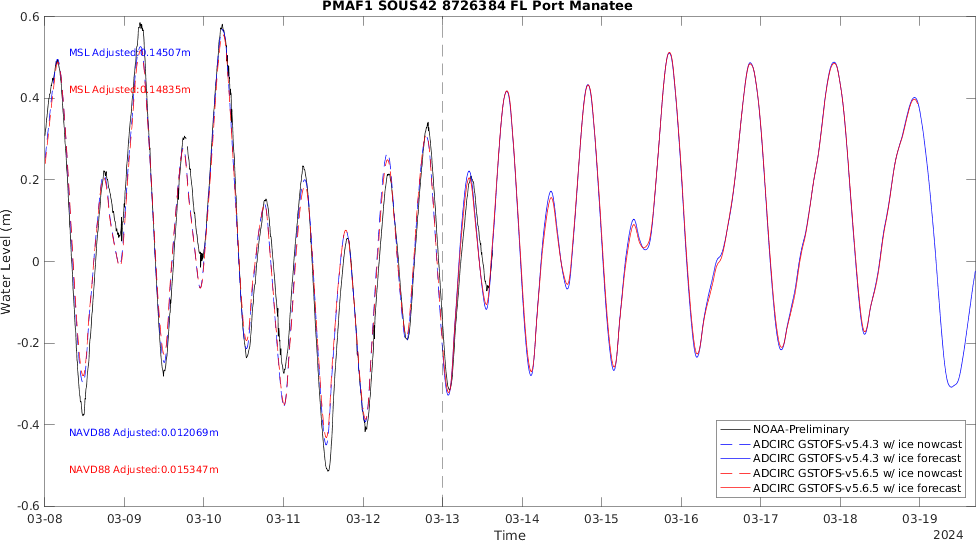 PMAF1 SOUS42 8726384 FL Port Manatee
0.6
0.4
0.2
0
-0.2
-0.4
-0.6
Water Level (m)
MSL Adjusted:0.14507m
MSL Adjusted:0.14835m
NAVD88 Adjusted:0.012069m
NAVD88 Adjusted:0.015347m
NOAA-Preliminary
ADCIRC GSTOFS-v5.4.3 w/ ice nowcast
ADCIRC GSTOFS-v5.4.3 w/ ice forecast
ADCIRC GSTOFS-v5.6.5 w/ ice nowcast
ADCIRC GSTOFS-v5.6.5 w/ ice forecast
03-08 03-09 03-10 03-11 03-12 03-13 03-14 03-15 03-16 03-17 03-18 03-19
Time
2024